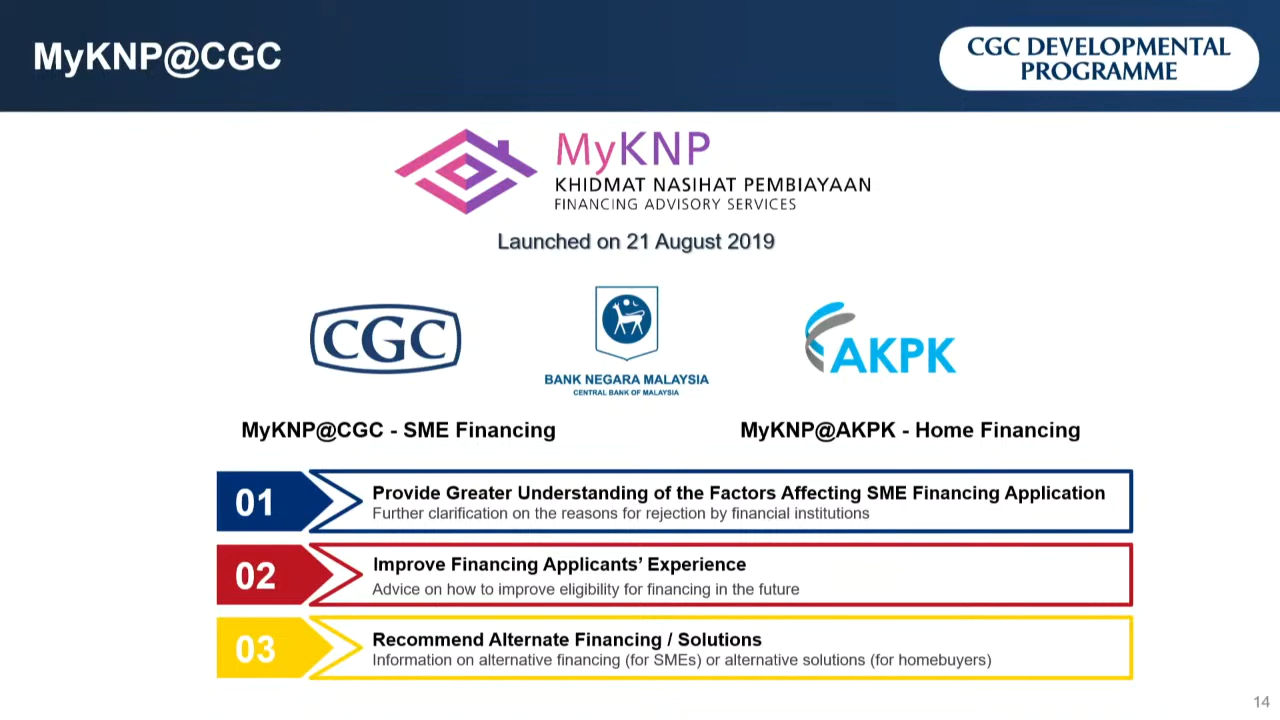 MyKNP@CGC
CGC DEVELOPMENTAL
PROGRAMME
MyKNP
KHIDMAT NASIHAT PEMBIAYAAN
FINANCING ADVISORY SERVICES
Launched on 21 August 2019
CGC
BANK NEGARA MALAYSIA
CENTRAL BANK OF MALAYSIA
AKPK
MyKNP@CGC - SME Financing
MyKNP@AKPK - Home Financing
01
Provide Greater Understanding of the Factors Affecting SME Financing Application
Further clarification on the reasons for rejection by financial institutions
02
Improve Financing Applicants’ Experience
Advice on how to improve eligibility for financing in the future
03
Recommend Alternate Financing / Solutions
Information on alternative financing (for SMEs) or alternative solutions (for homebuyers)
14